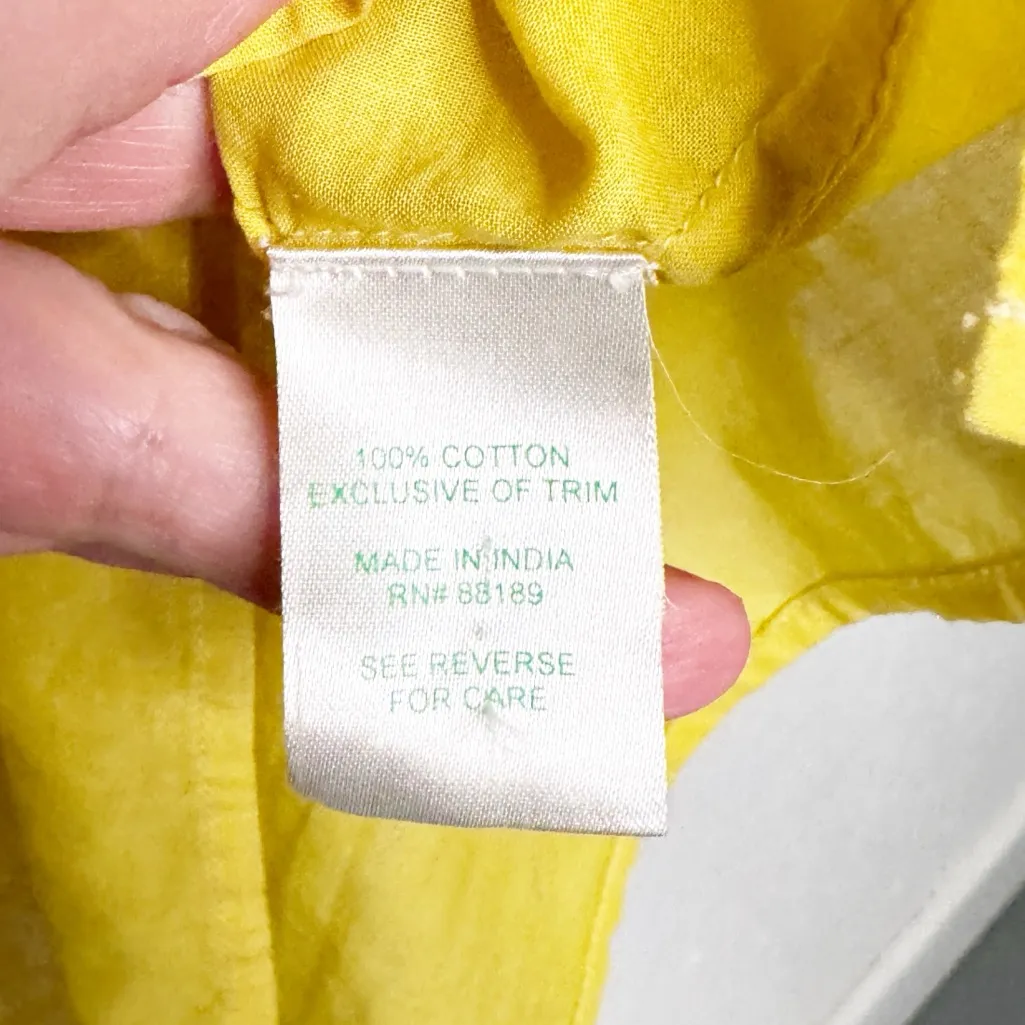 100% COTTON
EXCLUSIVE OF TRIM
MADE IN INDIA
RN# 88189
SEE REVERSE
FOR CARE